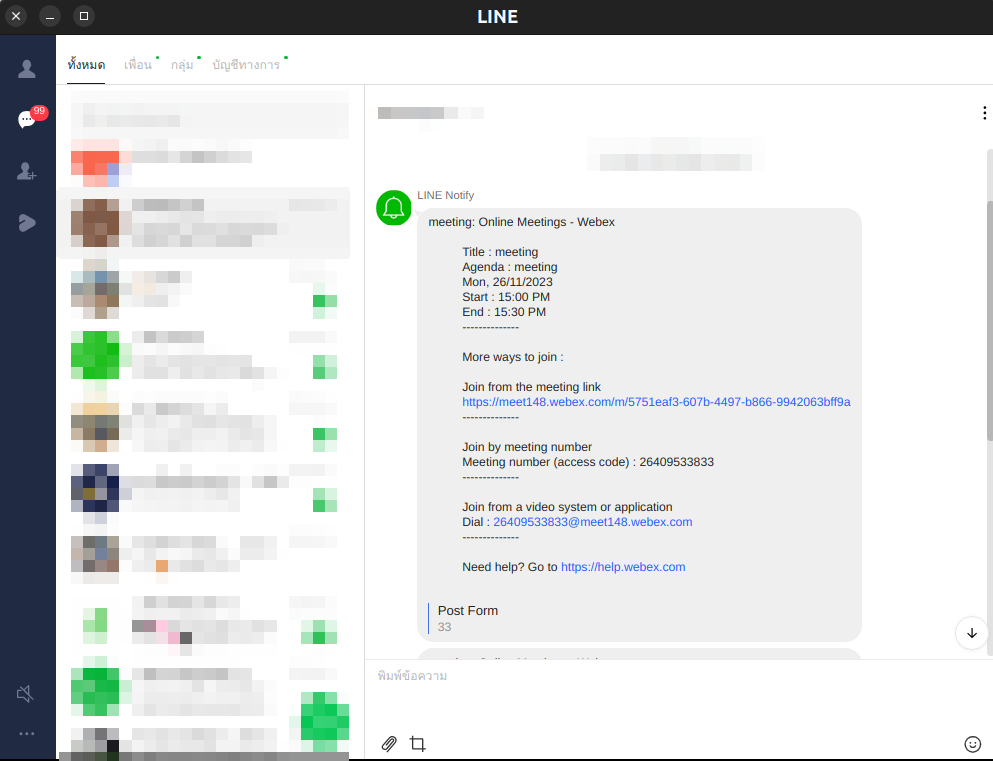 LINE
ทั้งหมด เพื่อน กลุ่ม บัญชีทางการ
99
LINE Notify
meeting: Online Meetings - Webex
Title : meeting
Agenda : meeting
Mon, 26/11/2023
Start : 15:00 PM
End : 15:30 PM
--------------
More ways to join :
Join from the meeting link
https://meet148.webex.com/m/5751eaf3-607b-4497-b866-9942063bff9a
--------------
Join by meeting number
Meeting number (access code) : 26409533833
--------------
Join from a video system or application
Dial : 26409533833@meet148.webex.com
--------------
Need help? Go to https://help.webex.com
Post Form
33
พิมพ์ข้อความ